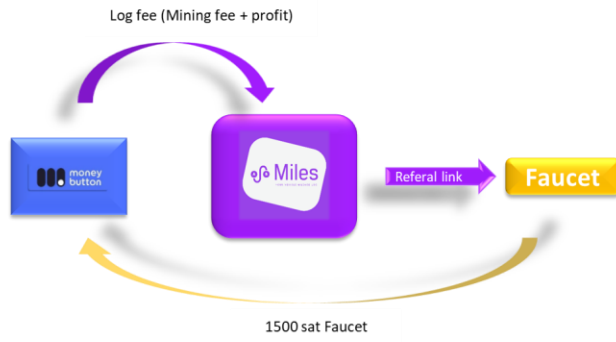 Log fee (Mining fee + profit)
money
button
Miles
Referal link
Faucet
1500 sat Faucet